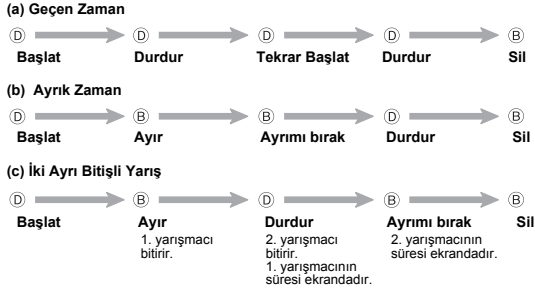 (a) Geçen Zaman
D D D D B
Başlat Durdur Tekrar Başlat Durdur Sil
(b) Ayrık Zaman
D B B D B
Başlat Ayır Ayrımı bırak Durdur Sil
(c) İki Ayrı Bitişli Yarış
D B D B B
Başlat Ayır Durdur Ayrımı bırak Sil
1. yarışmacı 2. yarışmacı 2. yarışmacının
bitirir. bitirir. süresi ekrandadır.
1. yarışmacının
süresi ekrandadır.